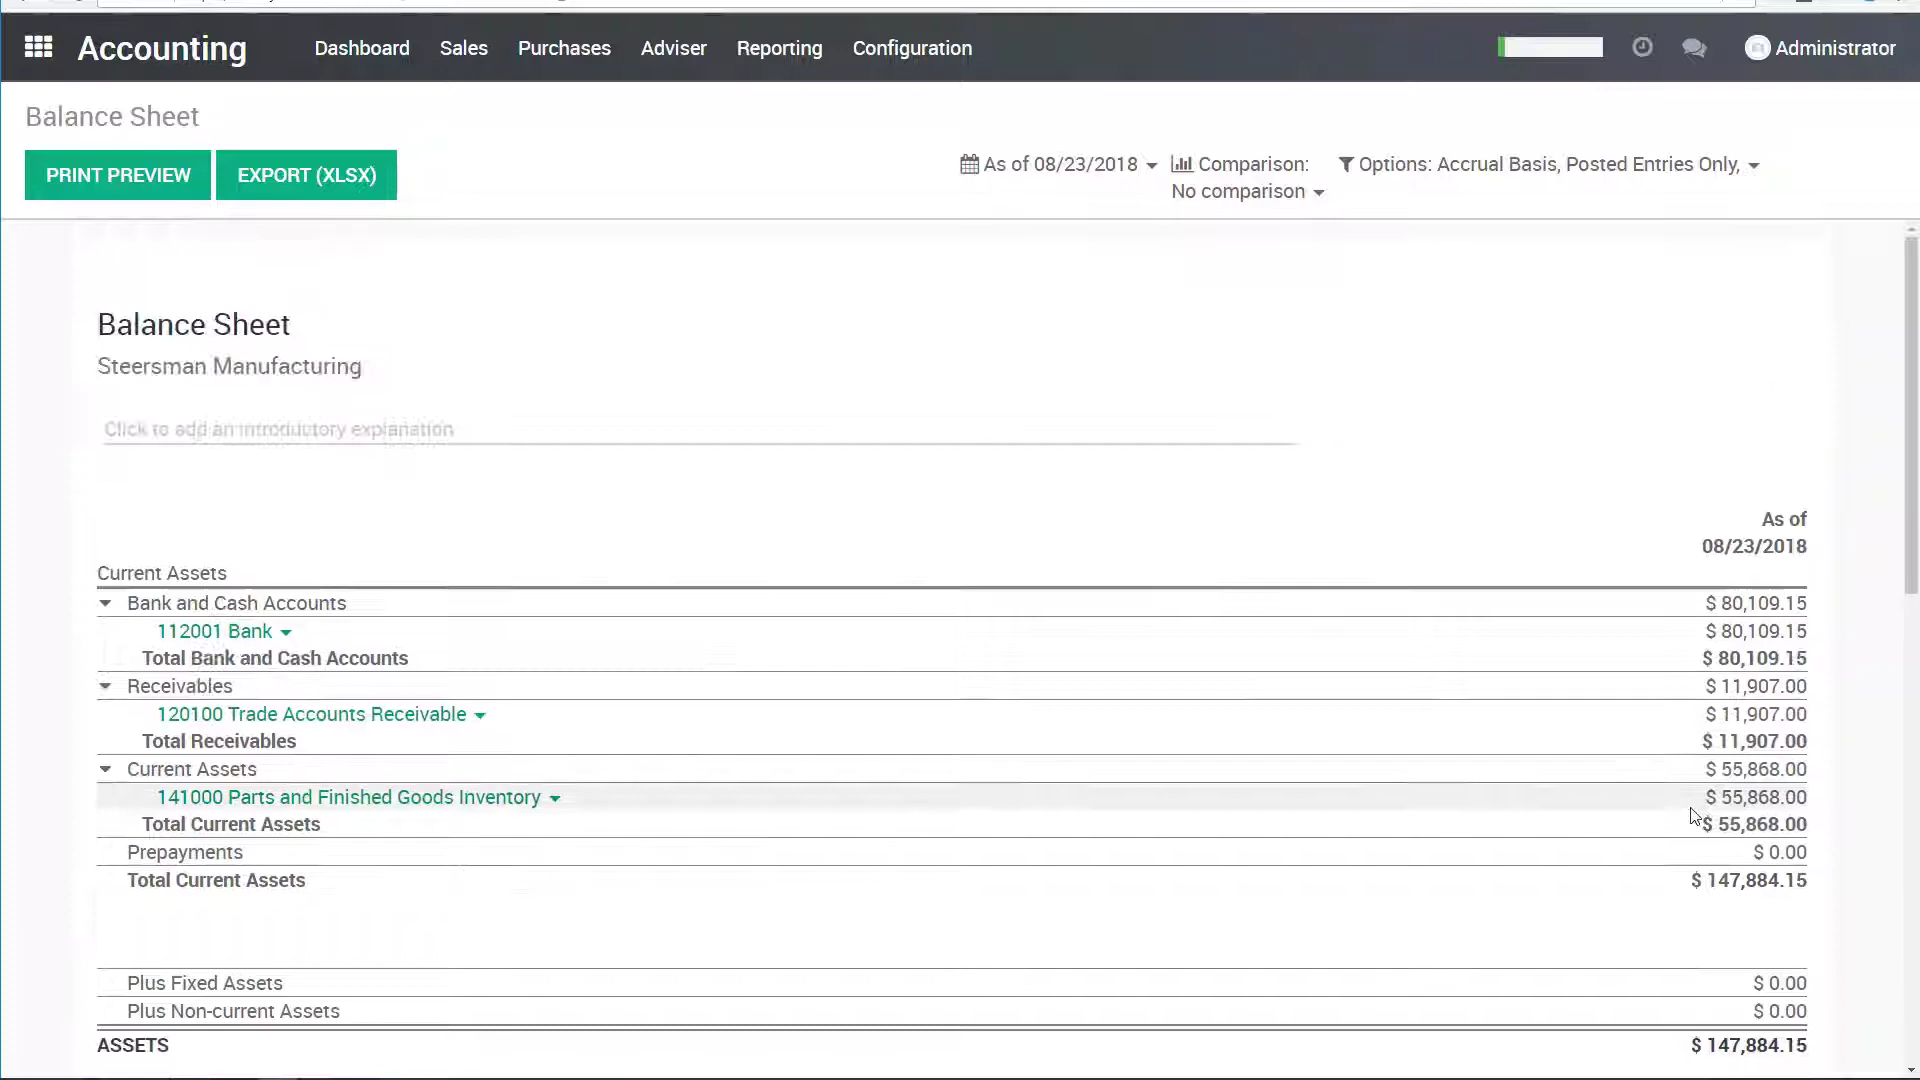 Accounting Dashboard Sales Purchases Adviser Reporting Configuration Administrator
Balance Sheet
PRINT PREVIEW EXPORT (XLSX)
As of 08/23/2018 Comparison: Options: Accrual Basis, Posted Entries Only,
No comparison
Balance Sheet
Steersman Manufacturing
Click to add an introductory explanation
As of
08/23/2018
Current Assets
Bank and Cash Accounts $ 80,109.15
112001 Bank $ 80,109.15
Total Bank and Cash Accounts $ 80,109.15
Receivables $ 11,907.00
120100 Trade Accounts Receivable $ 11,907.00
Total Receivables $ 11,907.00
Current Assets $ 55,868.00
141000 Parts and Finished Goods Inventory $ 55,868.00
Total Current Assets $ 55,868.00
Prepayments $ 0.00
Total Current Assets $ 147,884.15
Plus Fixed Assets $ 0.00
Plus Non-current Assets $ 0.00
ASSETS $ 147,884.15